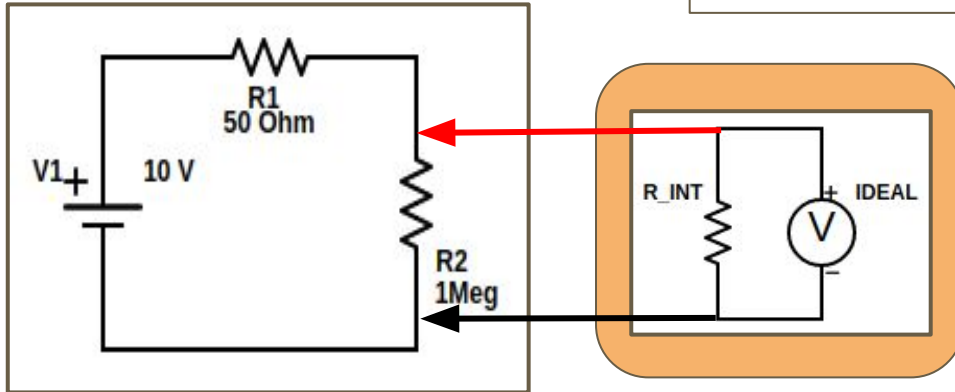 R1
50 Ohm
V1
+
10 V
R2
1Meg
R_INT
+
IDEAL
V
−